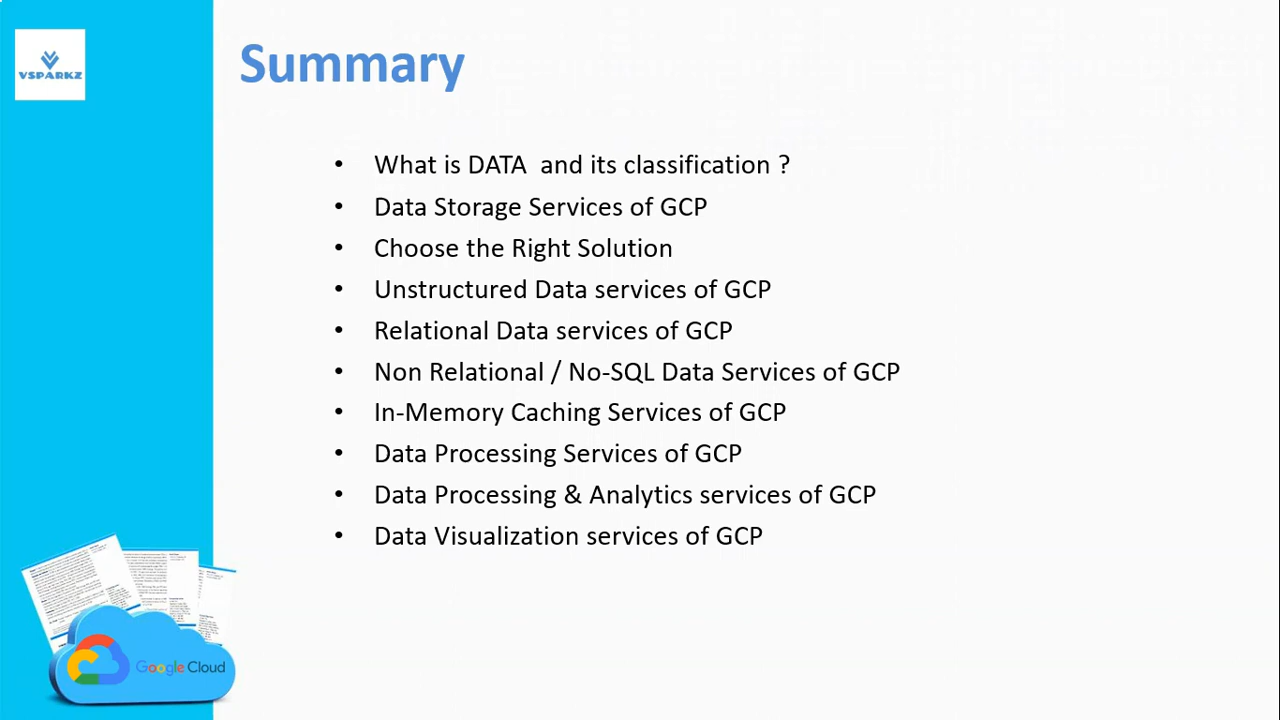 VSPARKZ
Summary
• What is DATA  and its classification ?
• Data Storage Services of GCP
• Choose the Right Solution
• Unstructured Data services of GCP
• Relational Data services of GCP
• Non Relational / No-SQL Data Services of GCP
• In-Memory Caching Services of GCP
• Data Processing Services of GCP
• Data Processing & Analytics services of GCP
• Data Visualization services of GCP
Google Cloud